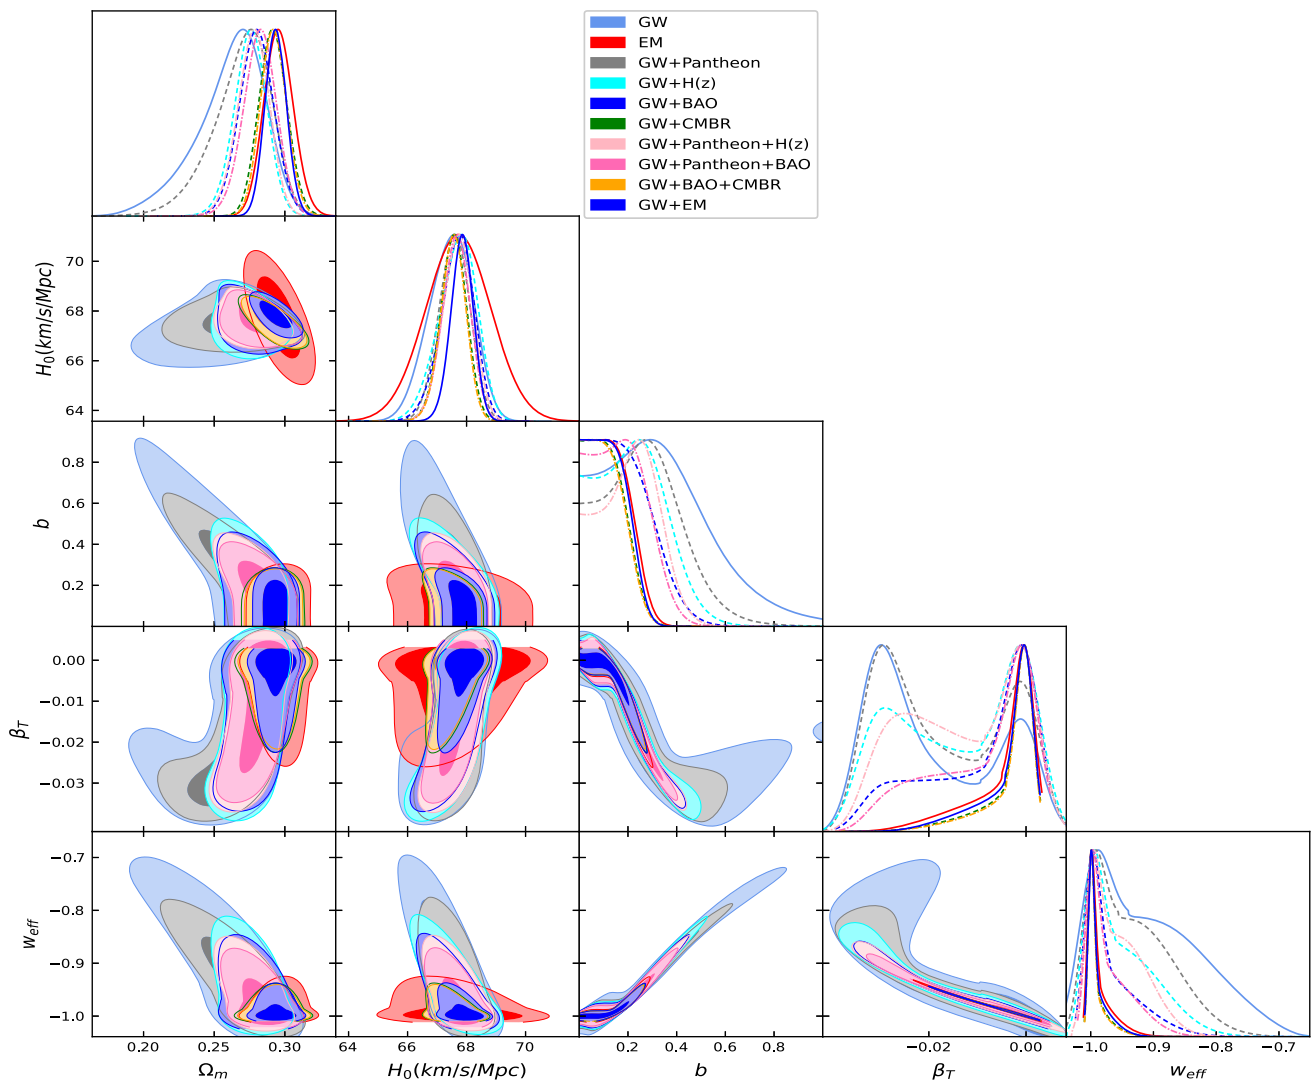 GW
EM
GW+Pantheon
GW+H(z)
GW+BAO
GW+CMBR
GW+Pantheon+H(z)
GW+Pantheon+BAO
GW+BAO+CMBR
GW+EM
70
68
66
64
H₀(km/s/Mpc)
0.8
0.6
0.4
0.2
b
0.00
−0.01
−0.02
−0.03
β_T
−0.7
−0.8
−0.9
−1.0
w_eff
0.20 0.25 0.30
64 66 68 70
0.2 0.4 0.6 0.8
−0.02 0.00
−1.0 −0.9 −0.8 −0.7
Ω_m
H₀(km/s/Mpc)
b
β_T
w_eff